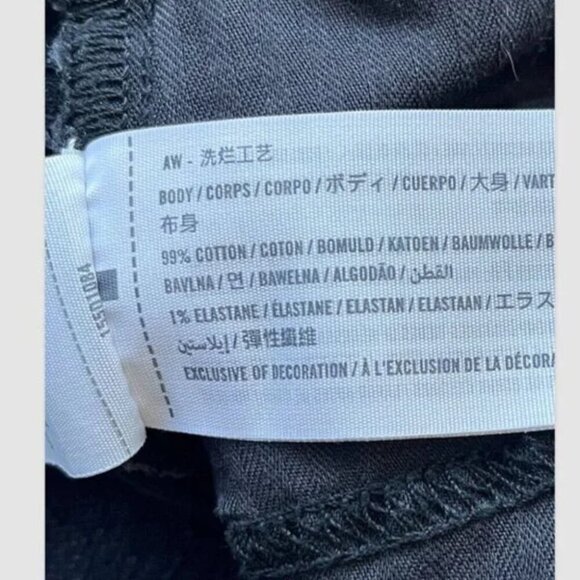 AW - 洗烂工艺
BODY / CORPS / CORPO / ボディ / CUERPO / 大身 / VART
布身
99% COTTON / COTON / BOMULD / KATOEN / BAUMWOLLE / B
BAVLNA / 면 / BAWEŁNA / ALGODÃO / القطن
1% ELASTANE / ÉLASTANE / ELASTAN / ELASTAAN / エラス
إيلاستين / 彈性纖维
EXCLUSIVE OF DECORATION / À L'EXCLUSION DE LA DÉCORA